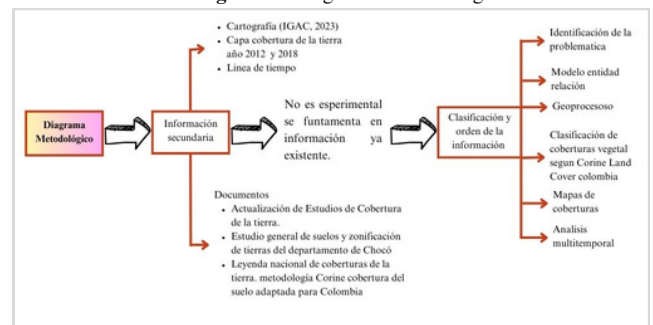 • Cartografía (IGAC, 2023)
• Capa cobertura de la tierra
año 2012 y 2018
• Linea de tiempo
Diagrama
Metodológico
Información
secundaria
No es experimental
se funtamenta en
información ya
existente.
Documentos
• Actualización de Estudios de Cobertura
de la tierra.
• Estudio general de suelos y zonificación
de tierras del departamento de Chocó
• Leyenda nacional de coberturas de la
tierra. metodología Corine cobertura del
suelo adaptada para Colombia
Clasificación y
orden de la
información
Identificación de la
problematica
Modelo entidad
relación
Geoprocesoso
Clasificación de
coberturas vegetal
segun Corine Land
Cover colombia
Mapas de
coberturas
Analisis
multitemporal